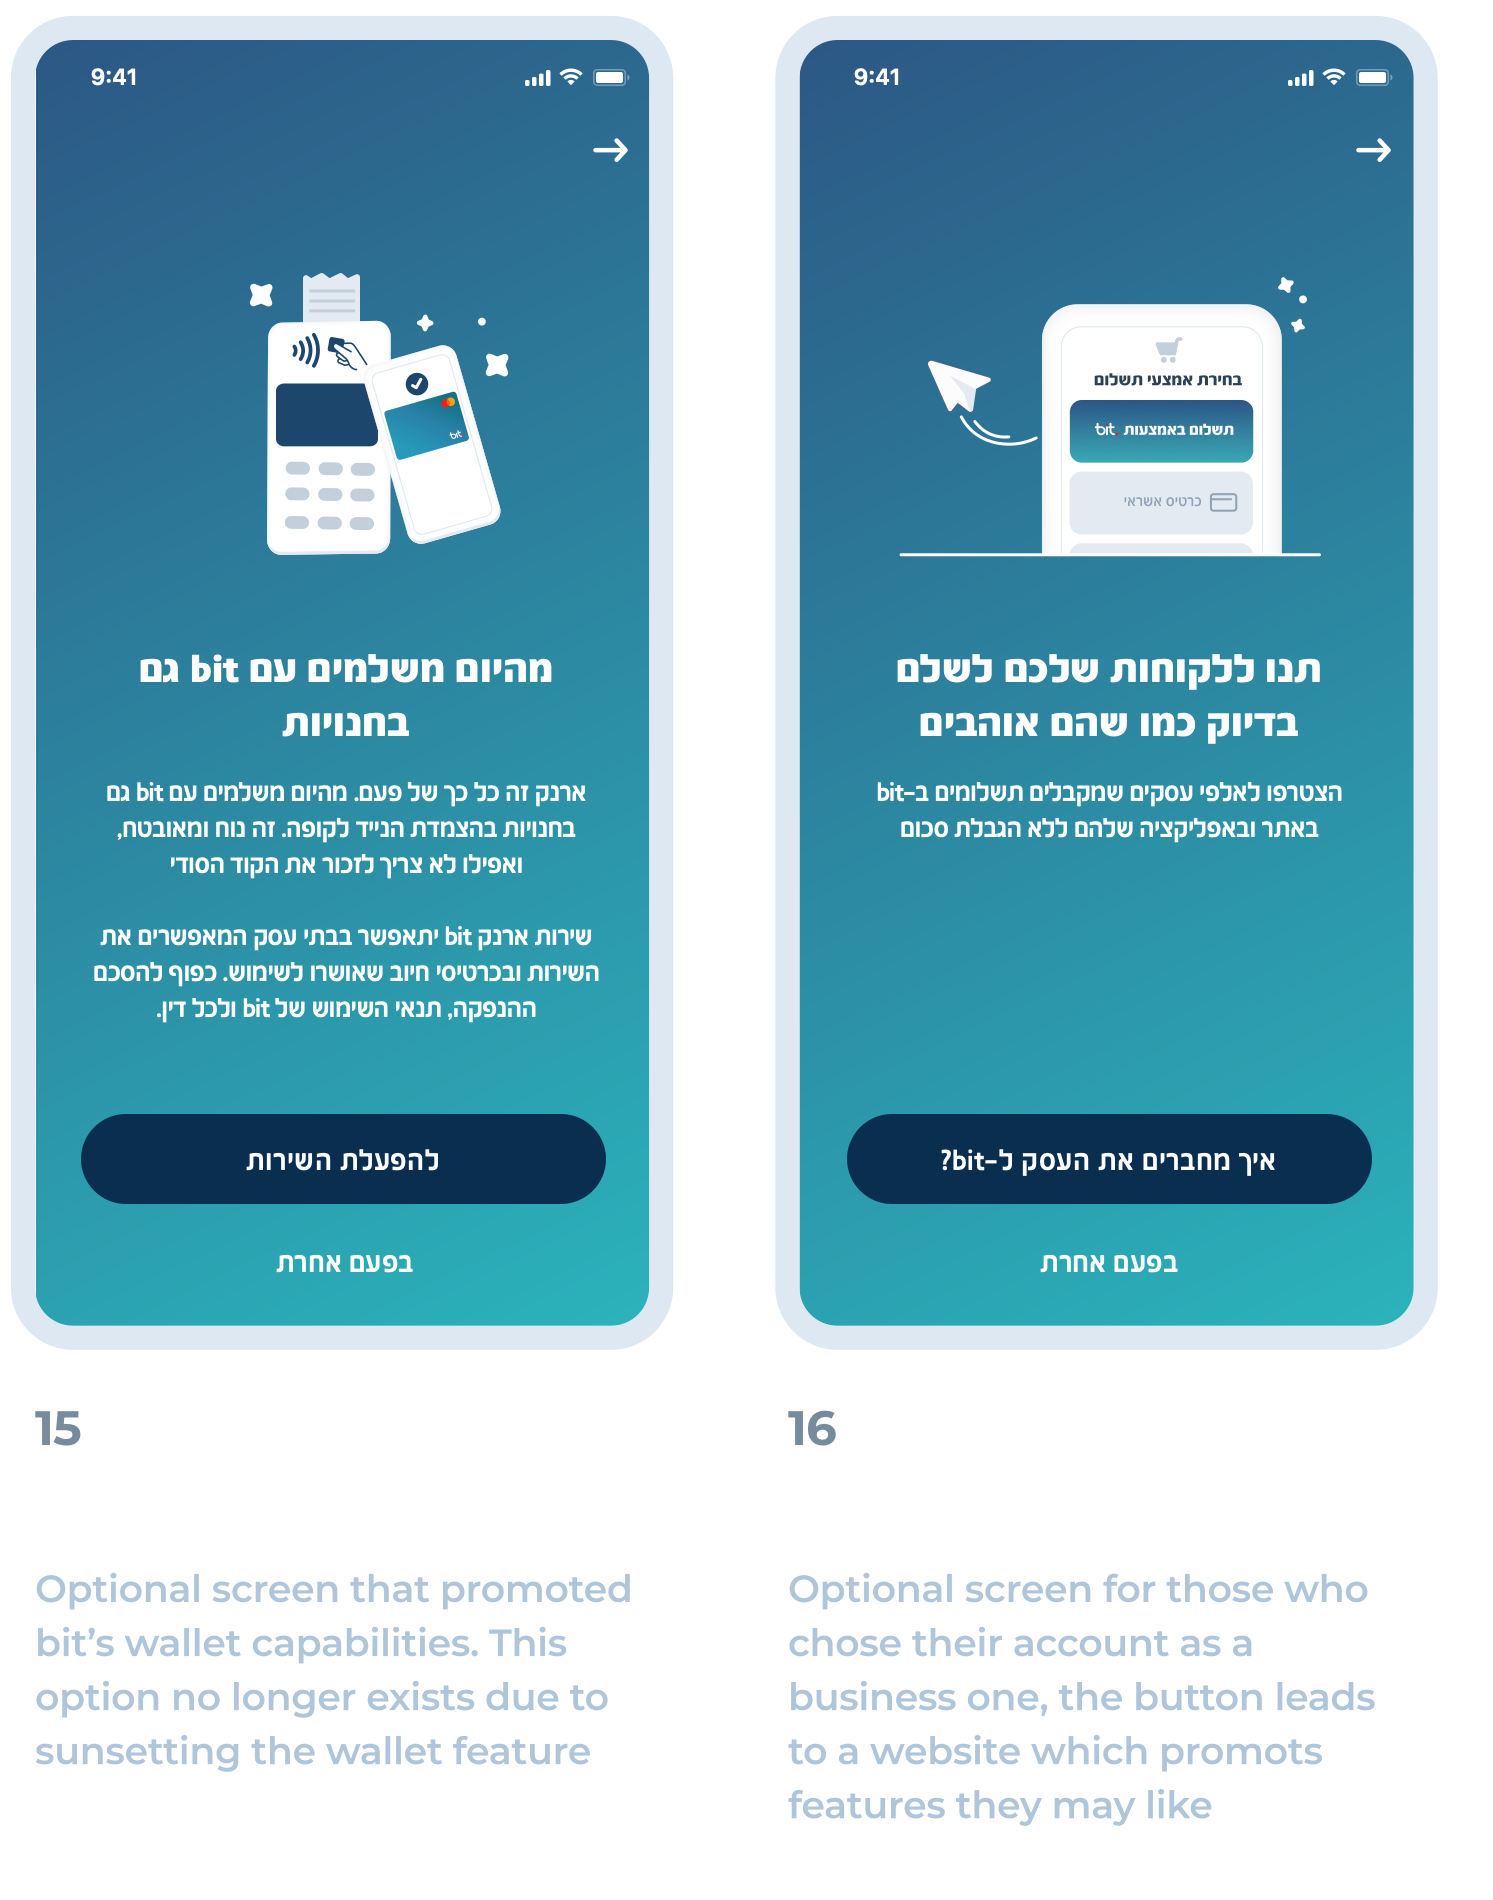 9:41
bit
מהיום משלמים עם bit גם
בחנויות
ארנק זה כל כך של פעם. מהיום משלמים עם bit גם
בחנויות בהצמדת הנייד לקופה. זה נוח ומאובטח,
ואפילו לא צריך לזכור את הקוד הסודי
שירות ארנק bit יתאפשר בבתי עסק המאפשרים את
השירות ובכרטיסי חיוב שאושרו לשימוש. כפוף להסכם
ההנפקה, תנאי השימוש של bit ולכל דין.
להפעלת השירות
בפעם אחרת
15
Optional screen that promoted
bit’s wallet capabilities. This
option no longer exists due to
sunsetting the wallet feature
9:41
בחירת אמצעי תשלום
תשלום באמצעות bit
כרטיס אשראי
תנו ללקוחות שלכם לשלם
בדיוק כמו שהם אוהבים
הצטרפו לאלפי עסקים שמקבלים תשלומים ב-bit
באתר ובאפליקציה שלהם ללא הגבלת סכום
איך מחברים את העסק ל-bit?
בפעם אחרת
16
Optional screen for those who
chose their account as a
business one, the button leads
to a website which promots
features they may like